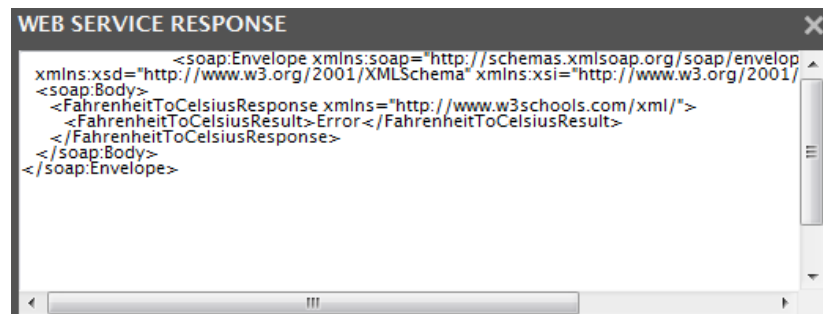 WEB SERVICE RESPONSE
<soap:Envelope xmlns:soap="http://schemas.xmlsoap.org/soap/envelop
xmlns:xsd="http://www.w3.org/2001/XMLSchema" xmlns:xsi="http://www.w3.org/2001/
<soap:Body>
<FahrenheitToCelsiusResponse xmlns="http://www.w3schools.com/xml/">
<FahrenheitToCelsiusResult>Error</FahrenheitToCelsiusResult>
</FahrenheitToCelsiusResponse>
</soap:Body>
</soap:Envelope>